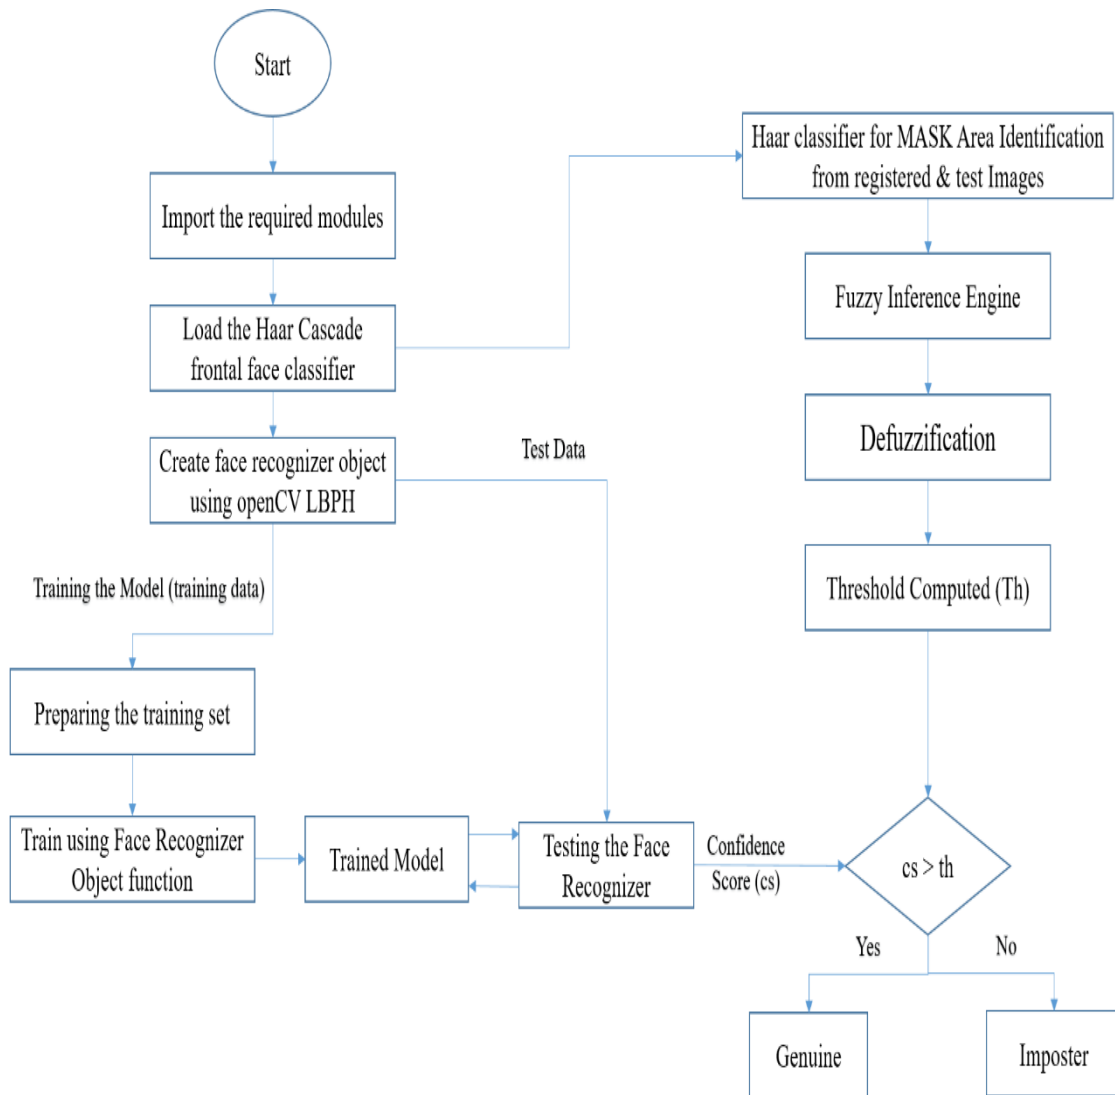 Start
Import the required modules
Load the Haar Cascade
frontal face classifier
Create face recognizer object
using openCV LBPH
Test Data
Training the Model (training data)
Preparing the training set
Train using Face Recognizer
Object function
Trained Model
Testing the Face
Recognizer
Confidence
Score (cs)
Haar classifier for MASK Area Identification
from registered & test Images
Fuzzy Inference Engine
Defuzzification
Threshold Computed (Th)
cs > th
Yes
No
Genuine
Imposter